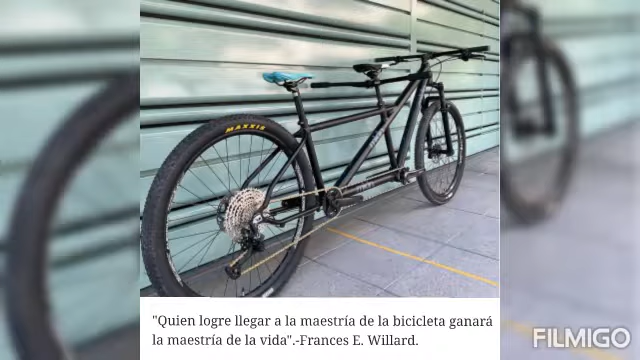 MAXXIS
"Quien logre llegar a la maestría de la bicicleta ganará
la maestría de la vida".-Frances E. Willard.
FILMIGO